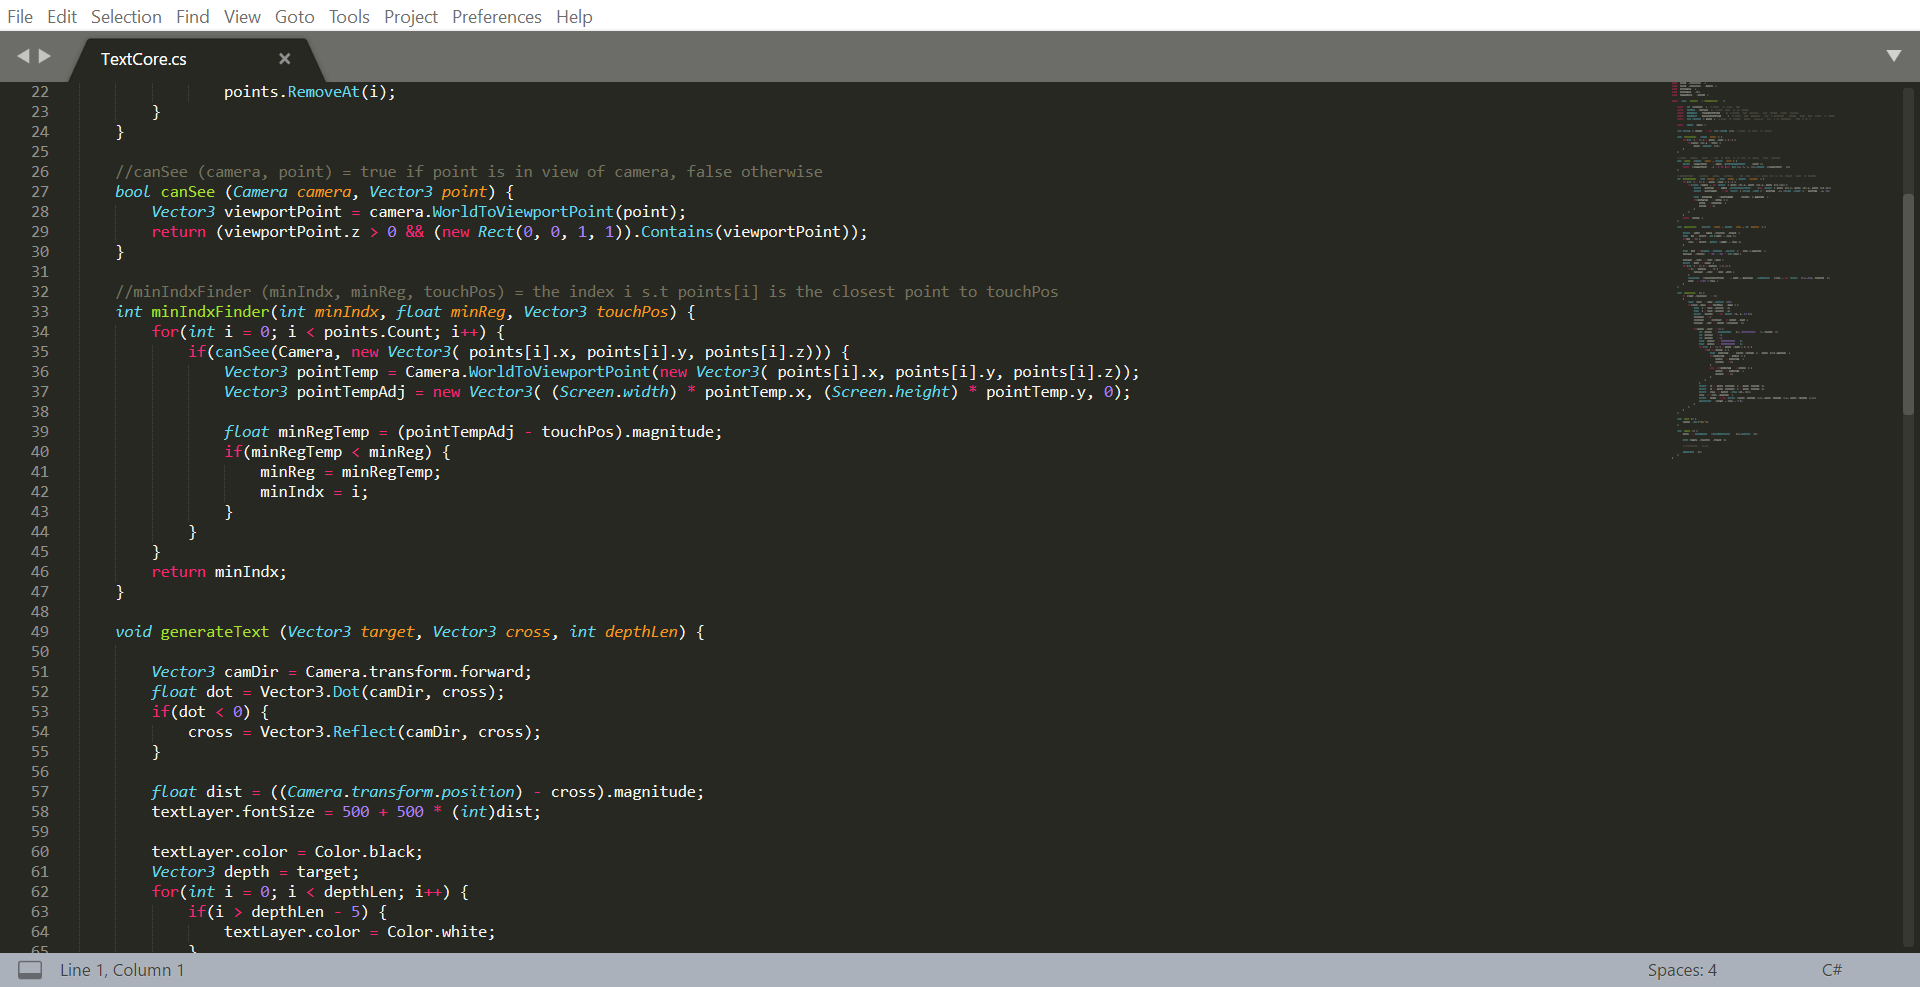 File Edit Selection Find View Goto Tools Project Preferences Help
TextCore.cs
22 points.RemoveAt(i);
23 }
24 }
25
26 //canSee (camera, point) = true if point is in view of camera, false otherwise
27 bool canSee (Camera camera, Vector3 point) {
28 Vector3 viewportPoint = camera.WorldToViewportPoint(point);
29 return (viewportPoint.z > 0 && (new Rect(0, 0, 1, 1)).Contains(viewportPoint));
30 }
31
32 //minIndxFinder (minIndx, minReg, touchPos) = the index i s.t points[i] is the closest point to touchPos
33 int minIndxFinder(int minIndx, float minReg, Vector3 touchPos) {
34 for(int i = 0; i < points.Count; i++) {
35 if(canSee(Camera, new Vector3( points[i].x, points[i].y, points[i].z))) {
36 Vector3 pointTemp = Camera.WorldToViewportPoint(new Vector3( points[i].x, points[i].y, points[i].z));
37 Vector3 pointTempAdj = new Vector3( (Screen.width) * pointTemp.x, (Screen.height) * pointTemp.y, 0);
38
39 float minRegTemp = (pointTempAdj - touchPos).magnitude;
40 if(minRegTemp < minReg) {
41 minReg = minRegTemp;
42 minIndx = i;
43 }
44 }
45 }
46 return minIndx;
47 }
48
49 void generateText (Vector3 target, Vector3 cross, int depthLen) {
50
51 Vector3 camDir = Camera.transform.forward;
52 float dot = Vector3.Dot(camDir, cross);
53 if(dot < 0) {
54 cross = Vector3.Reflect(camDir, cross);
55 }
56
57 float dist = ((Camera.transform.position) - cross).magnitude;
58 textLayer.fontSize = 500 + 500 * (int)dist;
59
60 textLayer.color = Color.black;
61 Vector3 depth = target;
62 for(int i = 0; i < depthLen; i++) {
63 if(i > depthLen - 5) {
64 textLayer.color = Color.white;
65 }
Line 1, Column 1 Spaces: 4 C#